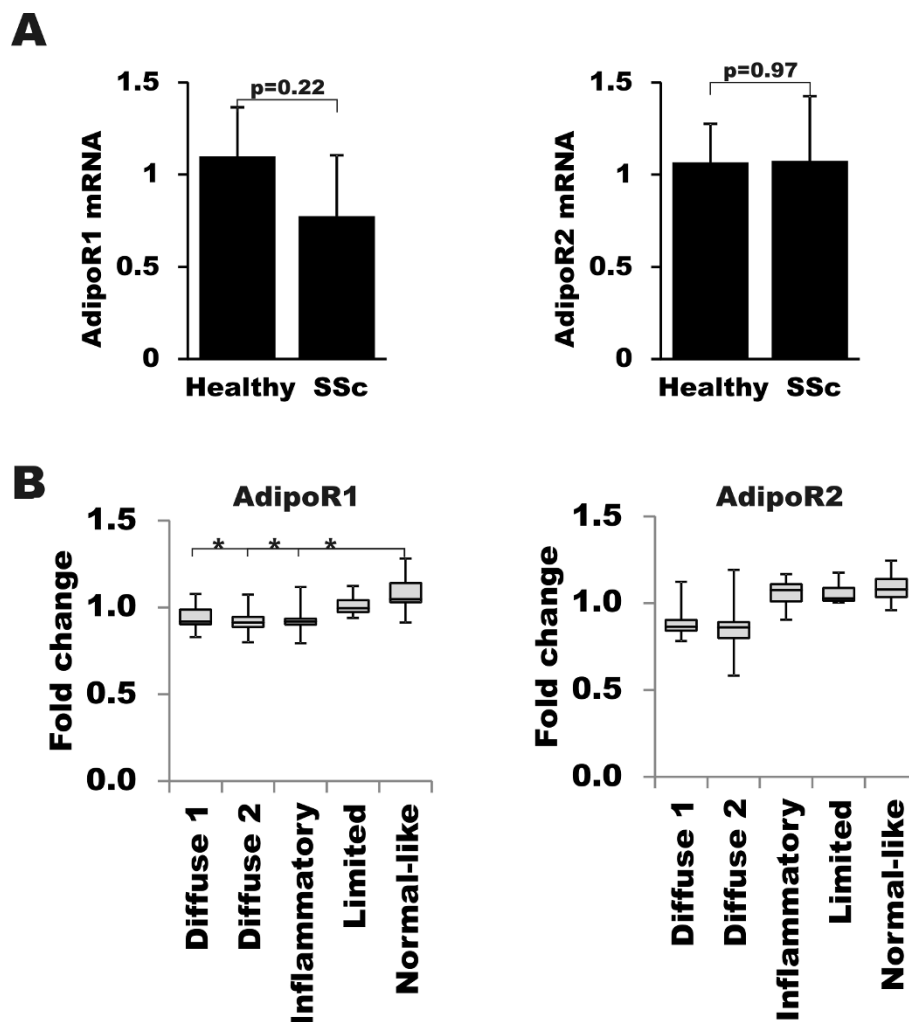 A
1.5
1
0.5
0
AdipoR1 mRNA
p=0.22
Healthy SSc
1.5
1
0.5
0
AdipoR2 mRNA
p=0.97
Healthy SSc
B
AdipoR1
1.5
1.0
0.5
0.0
Fold change
* * *
Diffuse 1
Diffuse 2
Inflammatory
Limited
Normal-like
AdipoR2
1.5
1.0
0.5
0.0
Fold change
Diffuse 1
Diffuse 2
Inflammatory
Limited
Normal-like